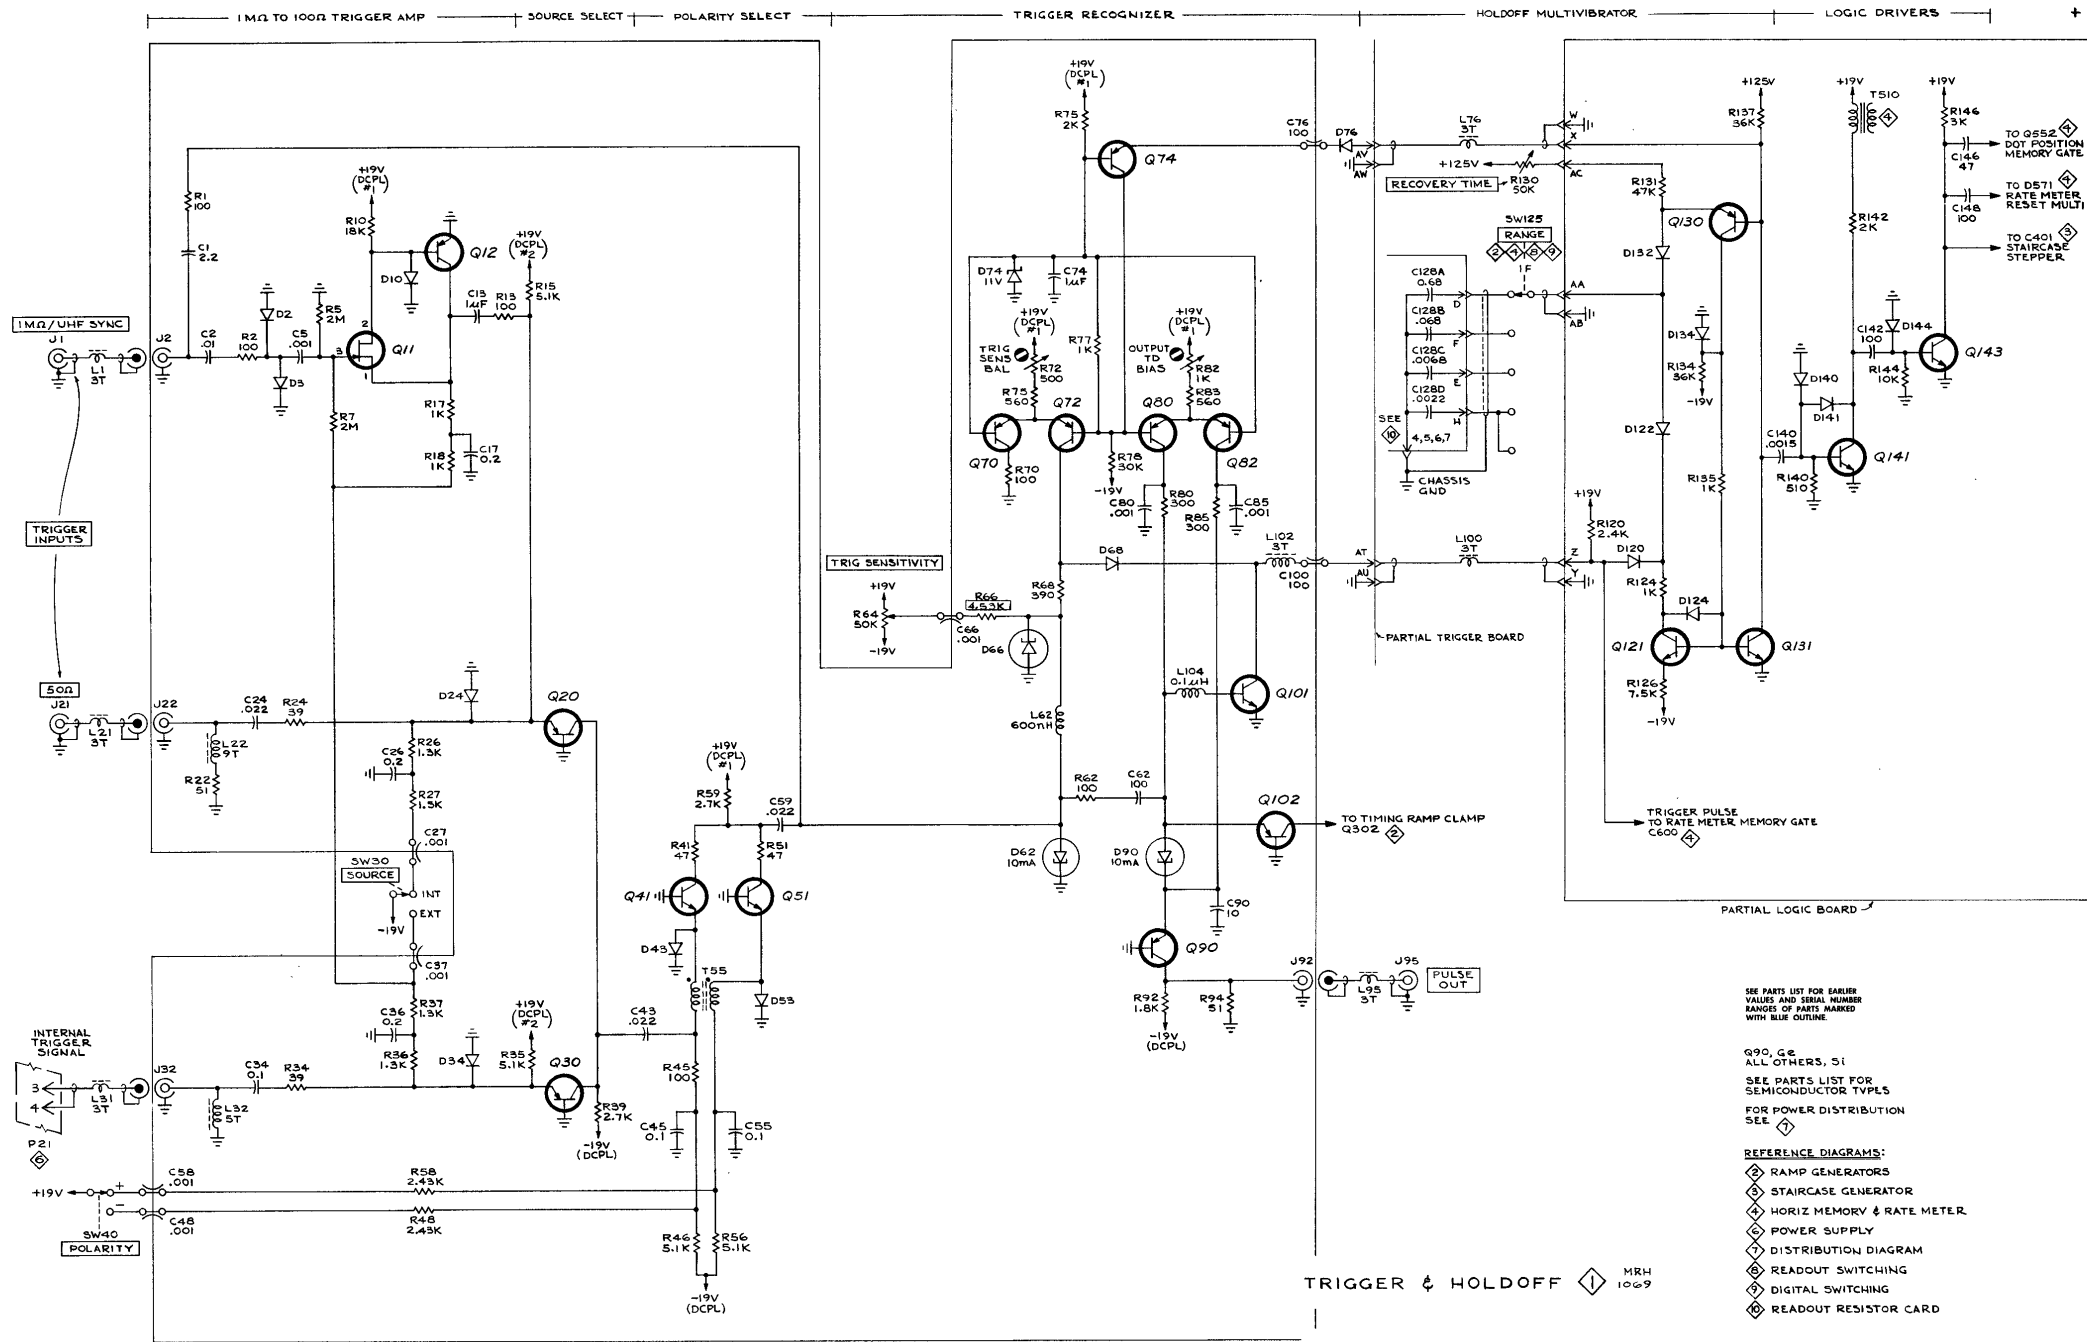 1MΩ TO 100Ω TRIGGER AMP
SOURCE SELECT
POLARITY SELECT
TRIGGER RECOGNIZER
HOLDOFF MULTIVIBRATOR
LOGIC DRIVERS
+
R1
100
C1
2.2
+19V
(DCPL
#1)
R10
18K
Q12
D10
+19V
(DCPL
#2)
R15
5.1K
C13
1µF
R13
100
1MΩ/UHF SYNC
J1
L1
3T
J2
C2
.01
R2
100
D2
D3
C5
.001
R5
2M
2
3
1
Q11
R7
2M
R17
1K
R18
1K
C17
0.2
TRIGGER
INPUTS
50Ω
J21
L21
3T
J22
L22
9T
R22
51
C24
.022
R24
39
D24
Q20
R26
1.3K
C26
0.2
R27
1.3K
C27
.001
SW30
SOURCE
INT
EXT
-19V
C37
.001
R37
1.3K
C36
0.2
R36
1.3K
D34
+19V
(DCPL
#2)
R35
5.1K
Q30
R39
2.7K
-19V
(DCPL)
INTERNAL
TRIGGER
SIGNAL
3
4
P21
6
L31
3T
J32
L32
5T
C34
0.1
R34
39
+19V
+
-
SW40
POLARITY
C58
.001
C48
.001
R58
2.43K
R48
2.43K
+19V
(DCPL
#1)
R59
2.7K
C59
.022
R41
47
R51
47
Q41
Q51
D43
T55
D53
C43
.022
R45
100
C45
0.1
C55
0.1
R46
5.1K
R56
5.1K
-19V
(DCPL)
+19V
(DCPL
#1)
R75
2K
Q74
C76
100
D76
D74
11V
C74
1µF
+19V
(DCPL
#1)
TRIG
SENS
BAL
R72
500
R75
560
R77
1K
+19V
(DCPL
#1)
OUTPUT
TD
BIAS
R82
1K
R83
560
Q70
Q72
Q80
Q82
R70
100
R78
30K
-19V
C80
.001
R80
300
R85
300
C85
.001
D68
L102
3T
C100
100
R68
390
TRIG SENSITIVITY
+19V
R64
50K
-19V
C66
.001
R66
4.53K
D66
L104
0.1µH
Q101
L62
600nH
R62
100
C62
100
Q102
TO TIMING RAMP CLAMP
Q302 2
D62
10mA
D90
10mA
C90
10
Q90
R92
1.8K
-19V
(DCPL)
R94
51
J92
L95
3T
J95
PULSE
OUT
AV
AW
L76
3T
W
X
+125V
RECOVERY TIME
R130
50K
AC
SW125
RANGE
2 4 8 9
1F
C128A
0.68
D
C128B
.068
F
C128C
.0068
E
C128D
.0022
H
SEE
10
4,5,6,7
CHASSIS
GND
AA
AB
AT
AU
L100
3T
Z
Y
PARTIAL TRIGGER BOARD
+125V
R137
36K
R131
47K
Q130
D132
D134
R134
36K
-19V
D122
R135
1K
+19V
R120
2.4K
D120
R124
1K
D124
Q121
Q131
R126
7.5K
-19V
TRIGGER PULSE
TO RATE METER MEMORY GATE
C600 4
+19V
T510
4
R142
2K
C142
100
D144
R144
10K
D140
D141
C140
.0015
R140
510
Q141
+19V
R146
3K
C146
47
TO Q552 4
DOT POSITION
MEMORY GATE
C148
100
TO D571 4
RATE METER
RESET MULTI
TO C401 3
STAIRCASE
STEPPER
Q143
PARTIAL LOGIC BOARD
SEE PARTS LIST FOR EARLIER
VALUES AND SERIAL NUMBER
RANGES OF PARTS MARKED
WITH BLUE OUTLINE.
Q90, Ge
ALL OTHERS, Si
SEE PARTS LIST FOR
SEMICONDUCTOR TYPES
FOR POWER DISTRIBUTION
SEE 7
REFERENCE DIAGRAMS:
2 RAMP GENERATORS
3 STAIRCASE GENERATOR
4 HORIZ MEMORY & RATE METER
6 POWER SUPPLY
7 DISTRIBUTION DIAGRAM
8 READOUT SWITCHING
9 DIGITAL SWITCHING
10 READOUT RESISTOR CARD
TRIGGER & HOLDOFF 1
MRH
1069